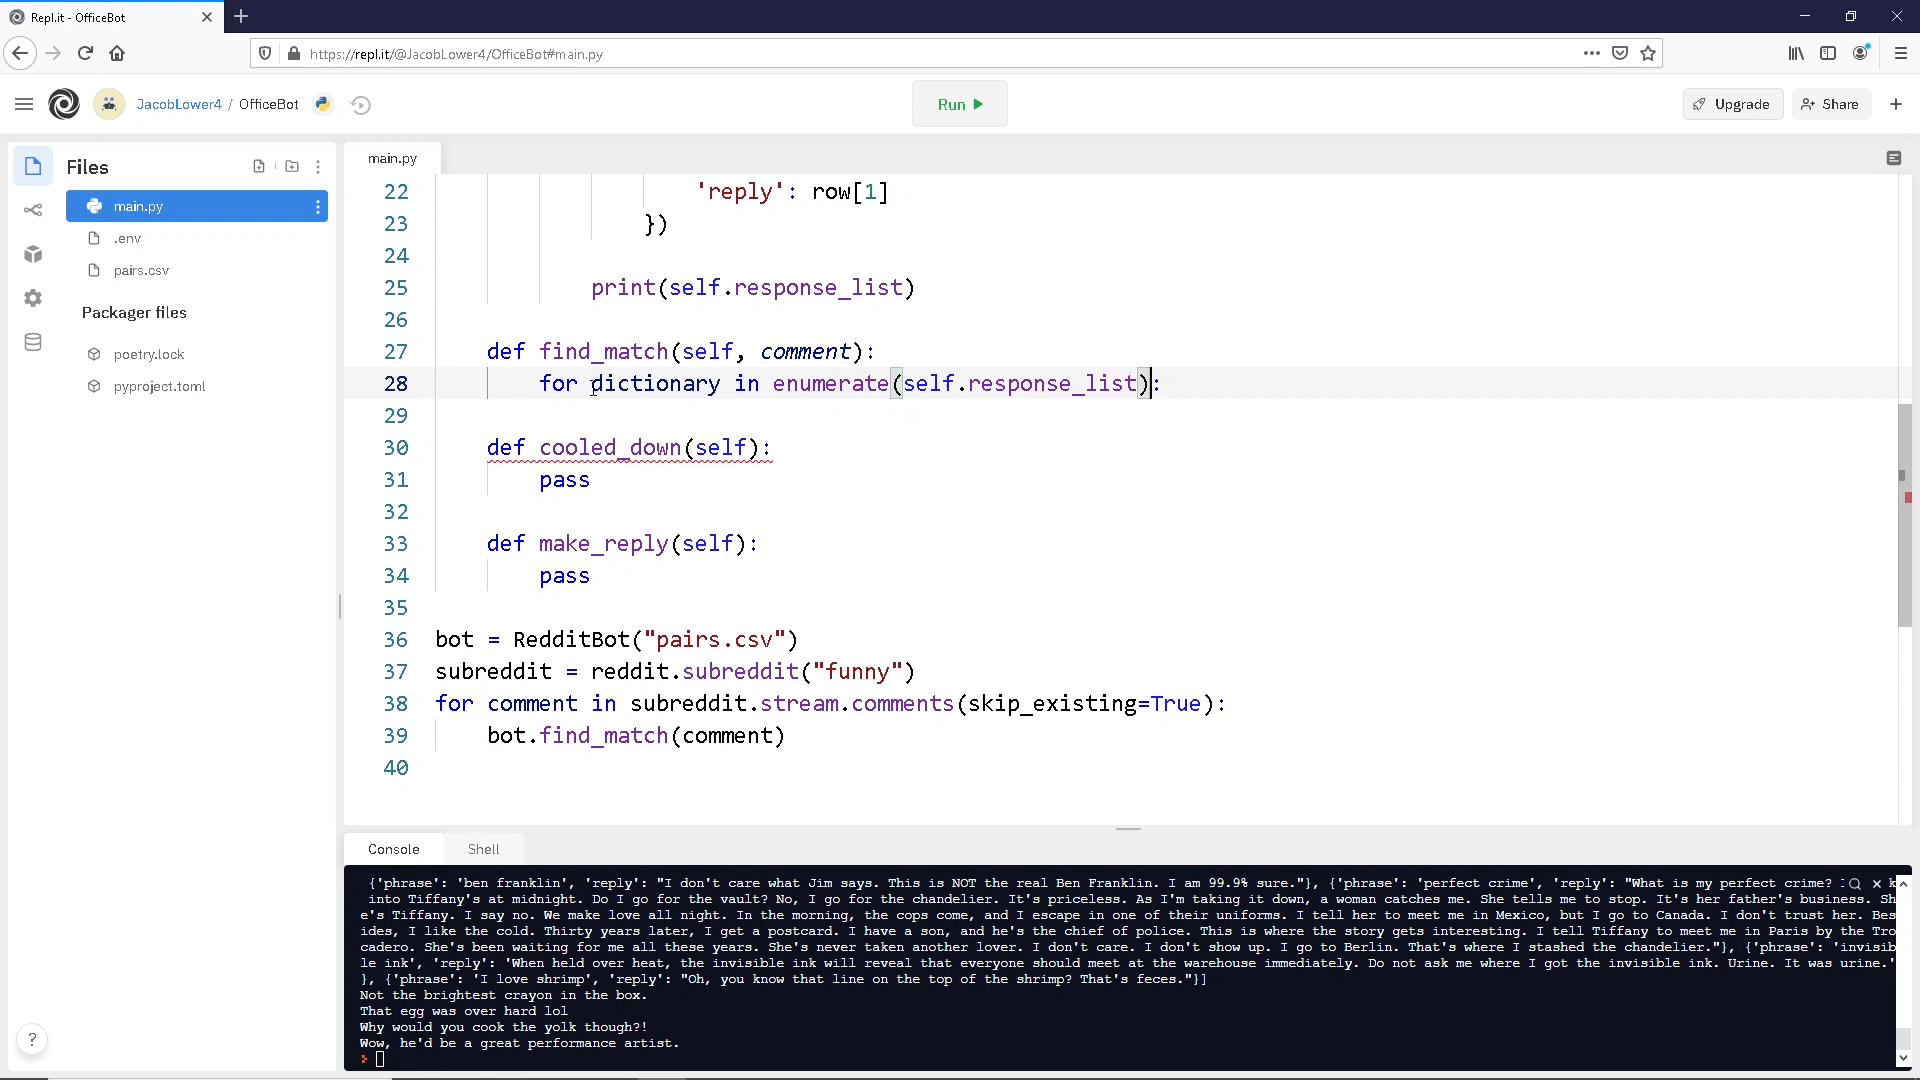 Repl.it - OfficeBot
https://repl.it/@JacobLower4/OfficeBot#main.py
JacobLower4 / OfficeBot
Run
Upgrade
Share
Files
main.py
.env
pairs.csv
Packager files
poetry.lock
pyproject.toml
main.py
22 'reply': row[1]
23 })
24
25 print(self.response_list)
26
27 def find_match(self, comment):
28 for dictionary in enumerate(self.response_list):
29
30 def cooled_down(self):
31 pass
32
33 def make_reply(self):
34 pass
35
36 bot = RedditBot("pairs.csv")
37 subreddit = reddit.subreddit("funny")
38 for comment in subreddit.stream.comments(skip_existing=True):
39 bot.find_match(comment)
40
Console Shell
{'phrase': 'ben franklin', 'reply': "I don't care what Jim says. This is NOT the real Ben Franklin. I am 99.9% sure."}, {'phrase': 'perfect crime', 'reply': "What is my perfect crime? I k
into Tiffany's at midnight. Do I go for the vault? No, I go for the chandelier. It's priceless. As I'm taking it down, a woman catches me. She tells me to stop. It's her father's business. Sh
e's Tiffany. I say no. We make love all night. In the morning, the cops come, and I escape in one of their uniforms. I tell her to meet me in Mexico, but I go to Canada. I don't trust her. Bes
ides, I like the cold. Thirty years later, I get a postcard. I have a son, and he's the chief of police. This is where the story gets interesting. I tell Tiffany to meet me in Paris by the Tro
cadero. She's been waiting for me all these years. She's never taken another lover. I don't care. I don't show up. I go to Berlin. That's where I stashed the chandelier."}, {'phrase': 'invisib
le ink', 'reply': 'When held over heat, the invisible ink will reveal that everyone should meet at the warehouse immediately. Do not ask me where I got the invisible ink. Urine. It was urine.'
}, {'phrase': 'I love shrimp', 'reply': "Oh, you know that line on the top of the shrimp? That's feces."}]
Not the brightest crayon in the box.
That egg was over hard lol
Why would you cook the yolk though?!
Wow, he'd be a great performance artist.
?